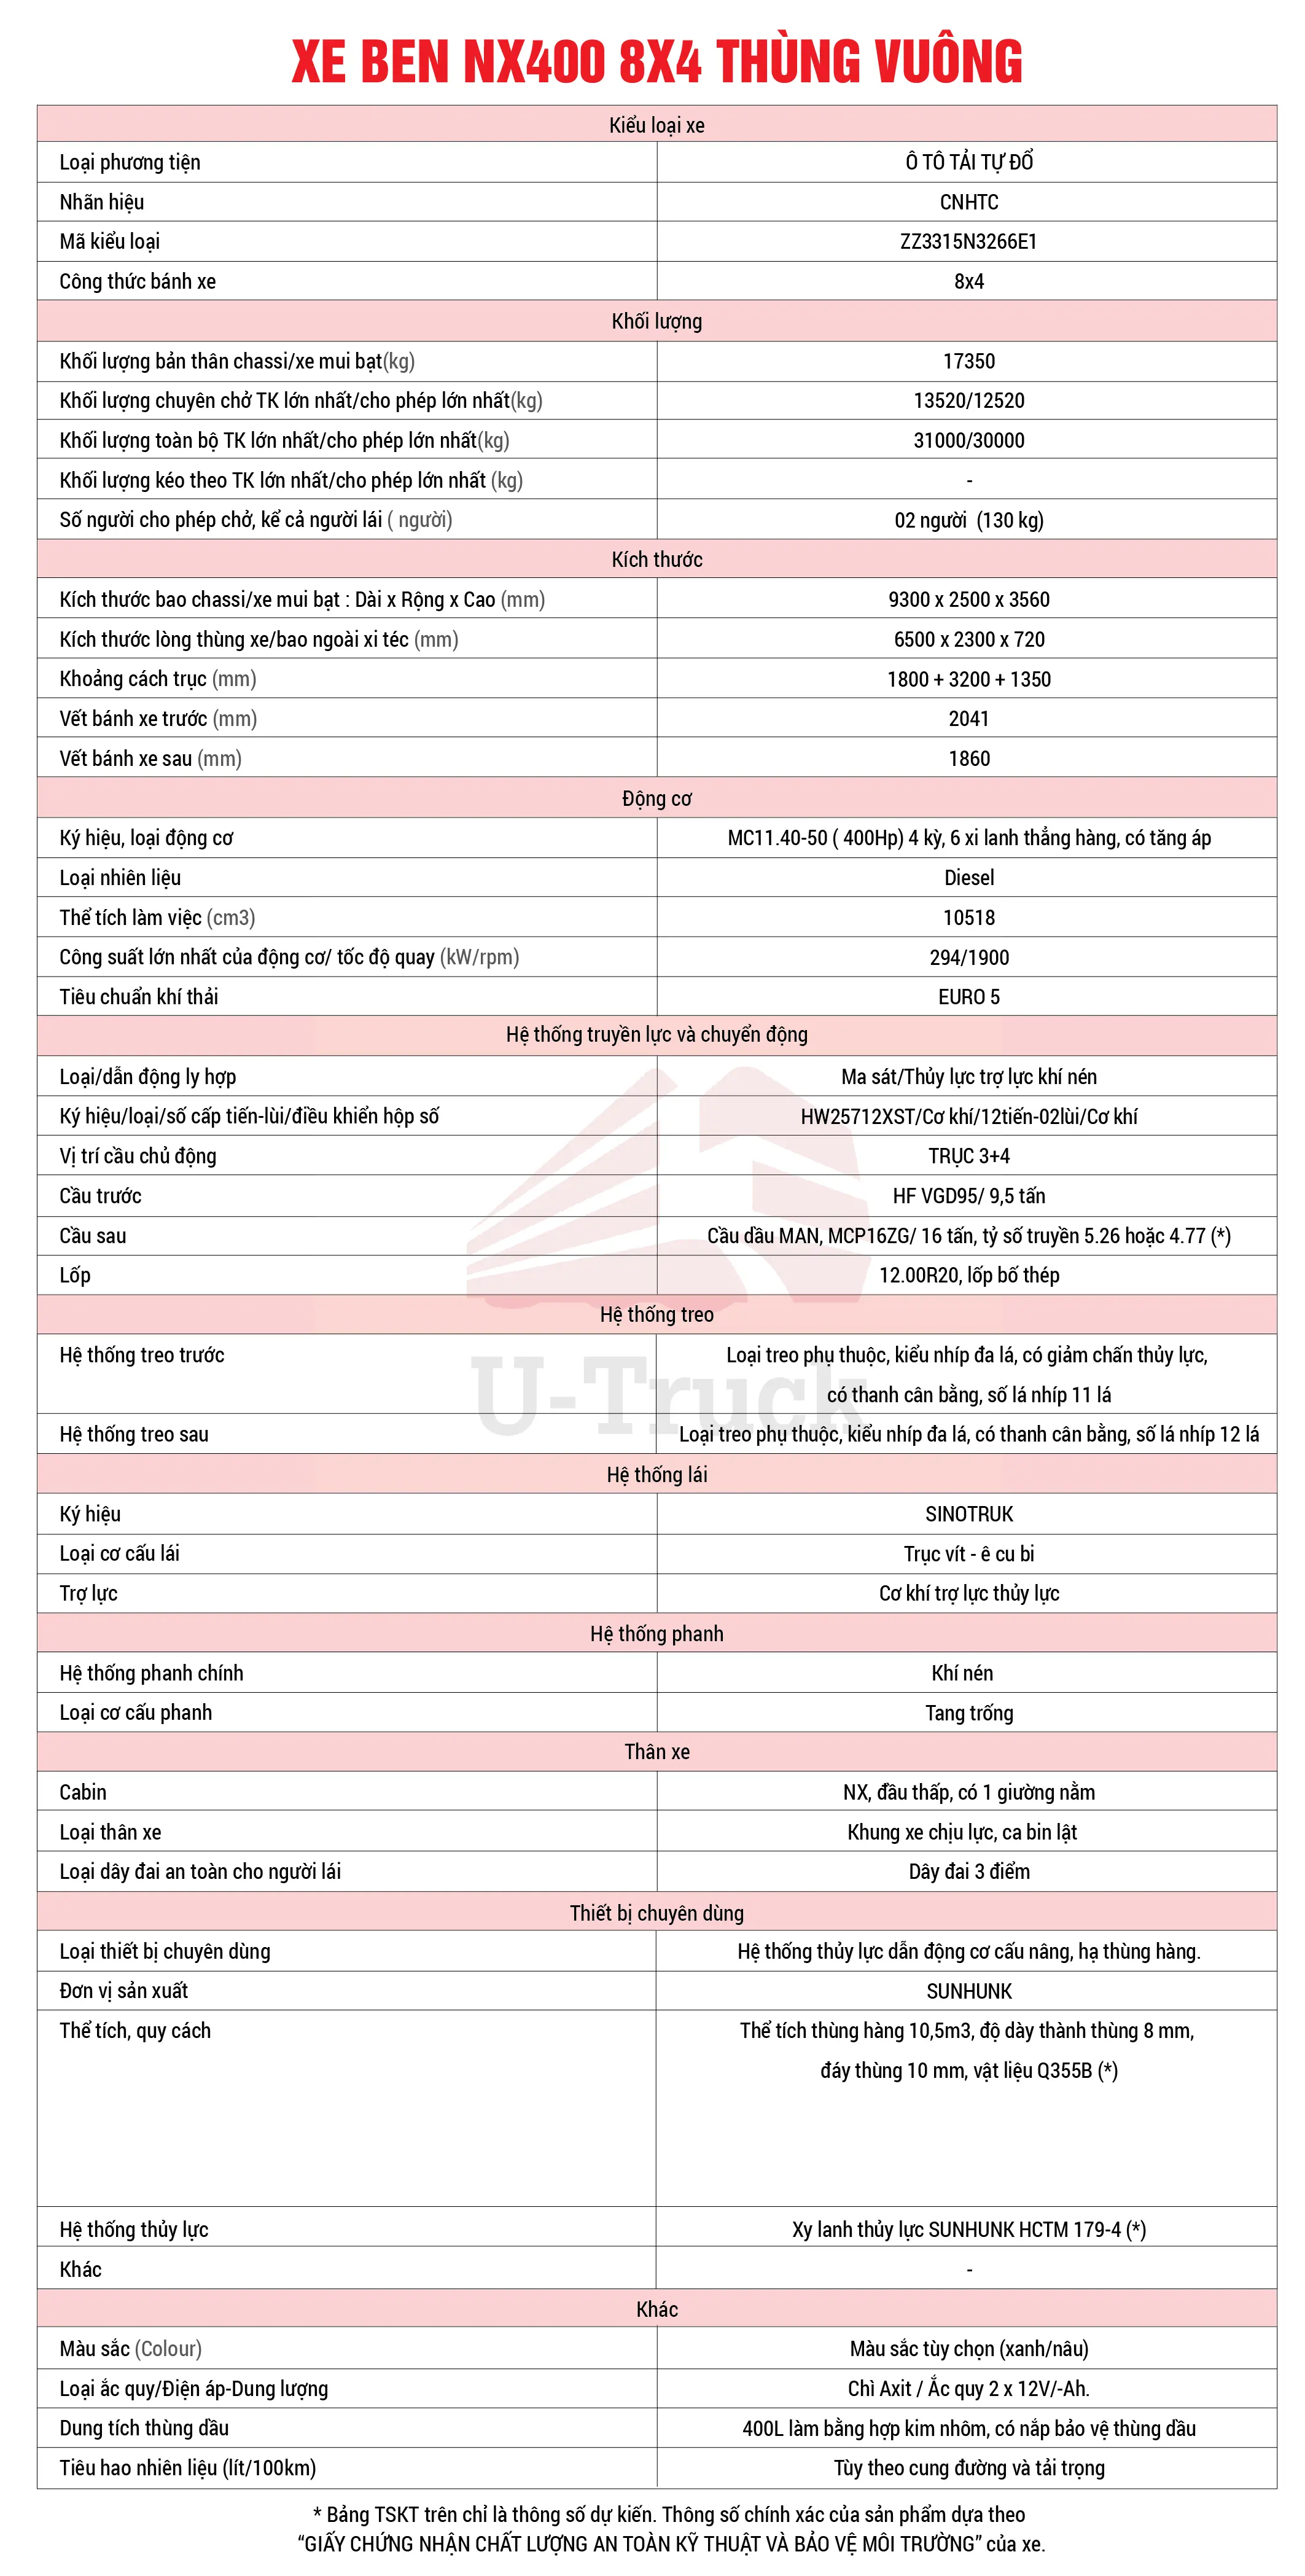 XE BEN NX400 8X4 THÙNG VUÔNG
Kiểu loại xe
Loại phương tiện Ô TÔ TẢI TỰ ĐỔ
Nhãn hiệu CNHTC
Mã kiểu loại ZZ3315N3266E1
Công thức bánh xe 8x4
Khối lượng
Khối lượng bản thân chassi/xe mui bạt(kg) 17350
Khối lượng chuyên chở TK lớn nhất/cho phép lớn nhất(kg) 13520/12520
Khối lượng toàn bộ TK lớn nhất/cho phép lớn nhất(kg) 31000/30000
Khối lượng kéo theo TK lớn nhất/cho phép lớn nhất (kg) -
Số người cho phép chở, kể cả người lái ( người) 02 người (130 kg)
Kích thước
Kích thước bao chassi/xe mui bạt : Dài x Rộng x Cao (mm) 9300 x 2500 x 3560
Kích thước lòng thùng xe/bao ngoài xi téc (mm) 6500 x 2300 x 720
Khoảng cách trục (mm) 1800 + 3200 + 1350
Vết bánh xe trước (mm) 2041
Vết bánh xe sau (mm) 1860
Động cơ
Ký hiệu, loại động cơ MC11.40-50 ( 400Hp) 4 kỳ, 6 xi lanh thẳng hàng, có tăng áp
Loại nhiên liệu Diesel
Thể tích làm việc (cm3) 10518
Công suất lớn nhất của động cơ/ tốc độ quay (kW/rpm) 294/1900
Tiêu chuẩn khí thải EURO 5
Hệ thống truyền lực và chuyển động
Loại/dẫn động ly hợp Ma sát/Thủy lực trợ lực khí nén
Ký hiệu/loại/số cấp tiến-lùi/điều khiển hộp số HW25712XST/Cơ khí/12tiến-02lùi/Cơ khí
Vị trí cầu chủ động TRỤC 3+4
Cầu trước HF VGD95/ 9,5 tấn
Cầu sau Cầu dầu MAN, MCP16ZG/ 16 tấn, tỷ số truyền 5.26 hoặc 4.77 (*)
Lốp 12.00R20, lốp bố thép
Hệ thống treo
Hệ thống treo trước Loại treo phụ thuộc, kiểu nhíp đa lá, có giảm chấn thủy lực,
có thanh cân bằng, số lá nhíp 11 lá
U-Truck
Hệ thống treo sau Loại treo phụ thuộc, kiểu nhíp đa lá, có thanh cân bằng, số lá nhíp 12 lá
Hệ thống lái
Ký hiệu SINOTRUK
Loại cơ cấu lái Trục vít - ê cu bi
Trợ lực Cơ khí trợ lực thủy lực
Hệ thống phanh
Hệ thống phanh chính Khí nén
Loại cơ cấu phanh Tang trống
Thân xe
Cabin NX, đầu thấp, có 1 giường nằm
Loại thân xe Khung xe chịu lực, ca bin lật
Loại dây đai an toàn cho người lái Dây đai 3 điểm
Thiết bị chuyên dùng
Loại thiết bị chuyên dùng Hệ thống thủy lực dẫn động cơ cấu nâng, hạ thùng hàng.
Đơn vị sản xuất SUNHUNK
Thể tích, quy cách Thể tích thùng hàng 10,5m3, độ dày thành thùng 8 mm,
đáy thùng 10 mm, vật liệu Q355B (*)
Hệ thống thủy lực Xy lanh thủy lực SUNHUNK HCTM 179-4 (*)
Khác -
Khác
Màu sắc (Colour) Màu sắc tùy chọn (xanh/nâu)
Loại ắc quy/Điện áp-Dung lượng Chì Axit / Ắc quy 2 x 12V/-Ah.
Dung tích thùng dầu 400L làm bằng hợp kim nhôm, có nắp bảo vệ thùng dầu
Tiêu hao nhiên liệu (lít/100km) Tùy theo cung đường và tải trọng
* Bảng TSKT trên chỉ là thông số dự kiến. Thông số chính xác của sản phẩm dựa theo
“GIẤY CHỨNG NHẬN CHẤT LƯỢNG AN TOÀN KỸ THUẬT VÀ BẢO VỆ MÔI TRƯỜNG” của xe.